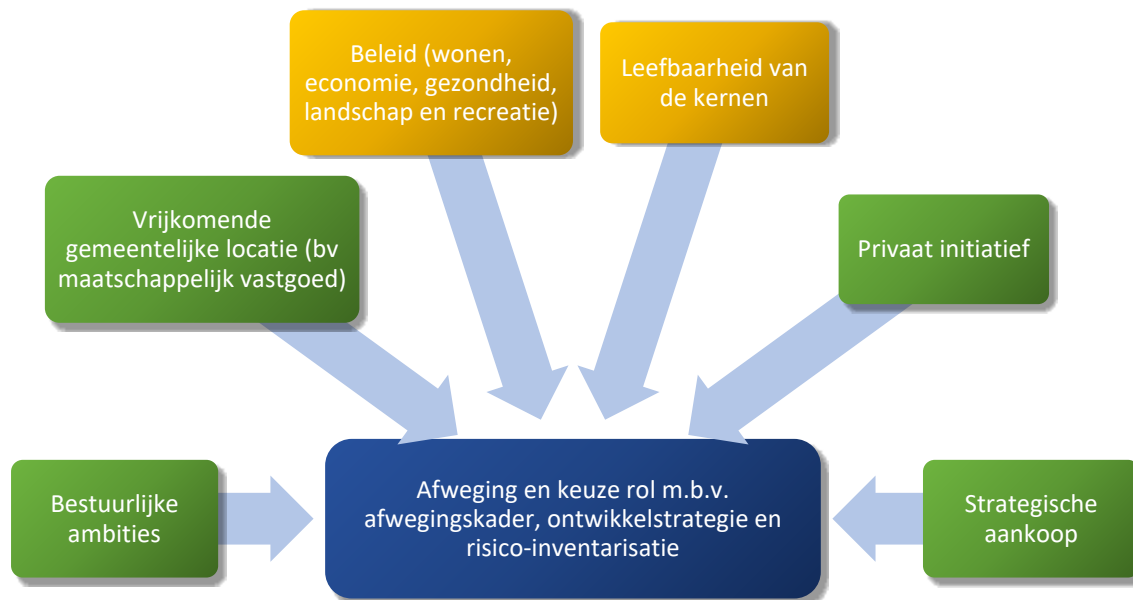 Beleid (wonen,
economie, gezondheid,
landschap en recreatie)
Leefbaarheid van
de kernen
Vrijkomende
gemeentelijke locatie (bv
maatschappelijk vastgoed)
Privaat initiatief
Bestuurlijke
ambities
Afweging en keuze rol m.b.v.
afwegingskader, ontwikkelstrategie en
risico-inventarisatie
Strategische
aankoop